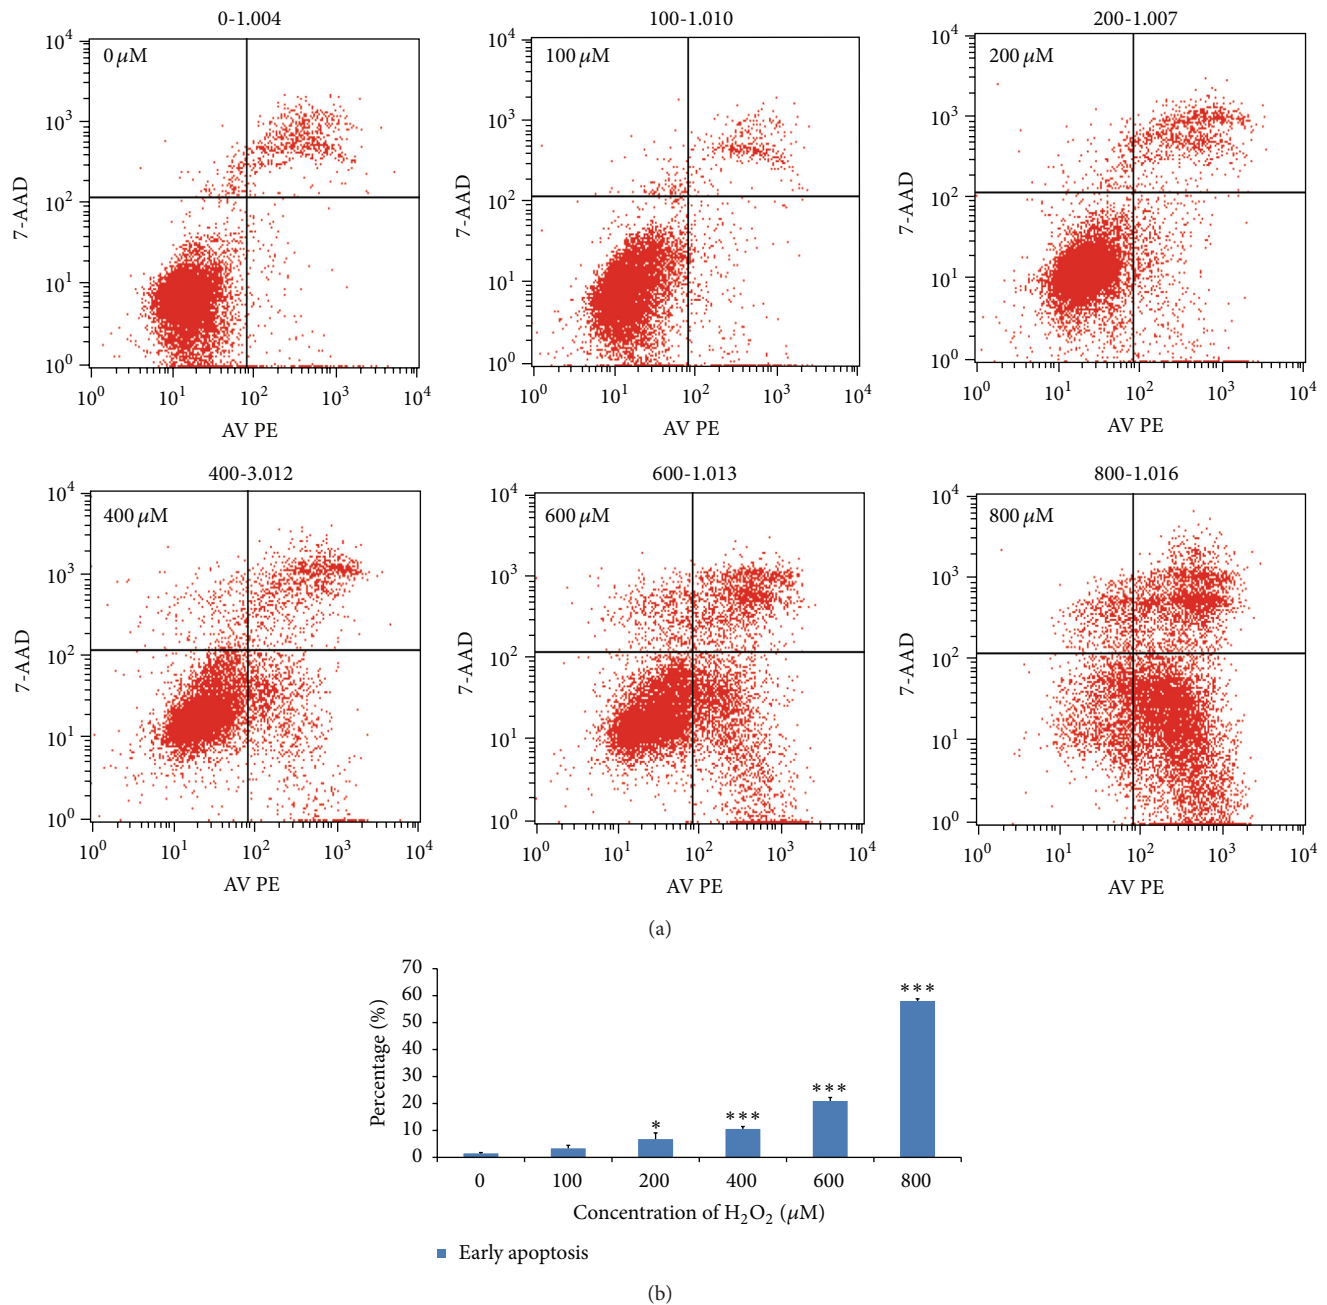 0-1.004
100-1.010
200-1.007
10⁴
10³
10²
10¹
10⁰
7-AAD
0 μM
10⁰ 10¹ 10² 10³ 10⁴
AV PE
10⁴
10³
10²
10¹
10⁰
7-AAD
100 μM
10⁰ 10¹ 10² 10³ 10⁴
AV PE
10⁴
10³
10²
10¹
10⁰
7-AAD
200 μM
10⁰ 10¹ 10² 10³ 10⁴
AV PE
400-3.012
600-1.013
800-1.016
10⁴
10³
10²
10¹
10⁰
7-AAD
400 μM
10⁰ 10¹ 10² 10³ 10⁴
AV PE
10⁴
10³
10²
10¹
10⁰
7-AAD
600 μM
10⁰ 10¹ 10² 10³ 10⁴
AV PE
10⁴
10³
10²
10¹
10⁰
7-AAD
800 μM
10⁰ 10¹ 10² 10³ 10⁴
AV PE
(a)
70
60
50
40
30
20
10
0
Percentage (%)
*
***
***
***
0 100 200 400 600 800
Concentration of H₂O₂ (μM)
Early apoptosis
(b)